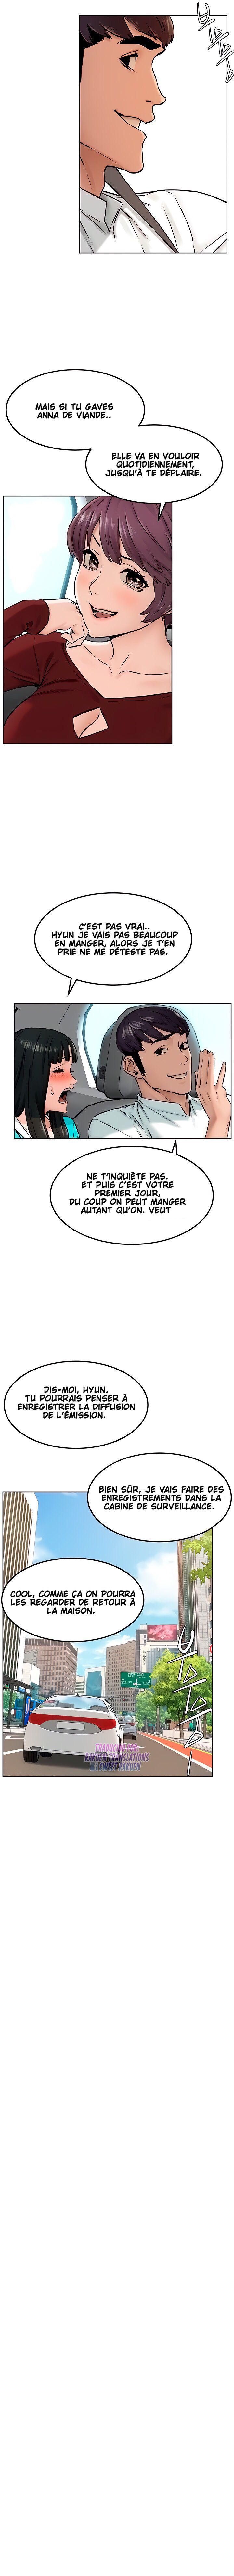 MAIS SI TU GAVES
ANNA DE VIANDE..
ELLE VA EN VOULOIR
QUOTIDIENNEMENT,
JUSQU'À TE DÉPLAIRE.
C'EST PAS VRAI..
HYUN JE VAIS PAS BEAUCOUP
EN MANGER, ALORS JE T'EN
PRIE NE ME DÉTESTE PAS.
NE T'INQUIÈTE PAS.
ET PUIS C'EST VOTRE
PREMIER JOUR,
DU COUP ON PEUT MANGER
AUTANT QU'ON. VEUT
DIS-MOI, HYUN.
TU POURRAIS PENSER À
ENREGISTRER LA DIFFUSION
DE L'ÉMISSION.
BIEN SÛR, JE VAIS FAIRE DES
ENREGISTREMENTS DANS LA
CABINE DE SURVEILLANCE.
COOL, COMME ÇA ON POURRA
LES REGARDER DE RETOUR À
LA MAISON.
RAKUEN TRANSLATIONS